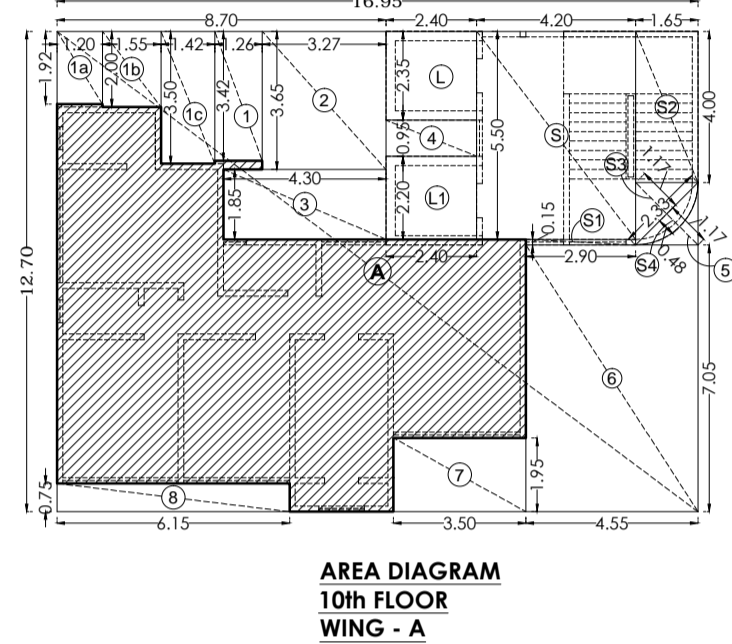 16.95
8.70 2.40 4.20 1.65
1.20 1.55 1.42 1.26 3.27
1.92 1a 2.00 1b 3.50 1c 3.42 1 3.65 2 2.35 L 5.50 S S2 4.00
0.95 4
S3 1.17
4.30
1.85 3 2.20 L1 0.15 S1 2.33 1.17
12.70 A 2.40 2.90 S4 0.48 5
6 7.05
7 1.95
0.75 8
6.15 3.50 4.55
AREA DIAGRAM
10th FLOOR
WING - A